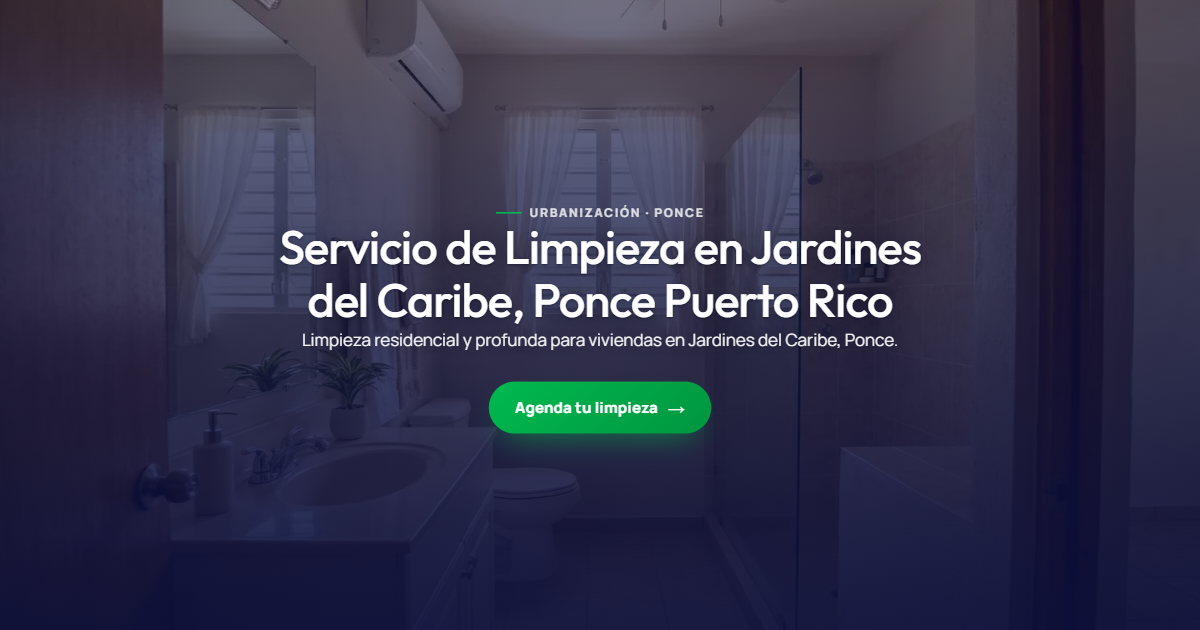 URBANIZACIÓN · PONCE
Servicio de Limpieza en Jardines
del Caribe, Ponce Puerto Rico
Limpieza residencial y profunda para viviendas en Jardines del Caribe, Ponce.
Agenda tu limpieza →